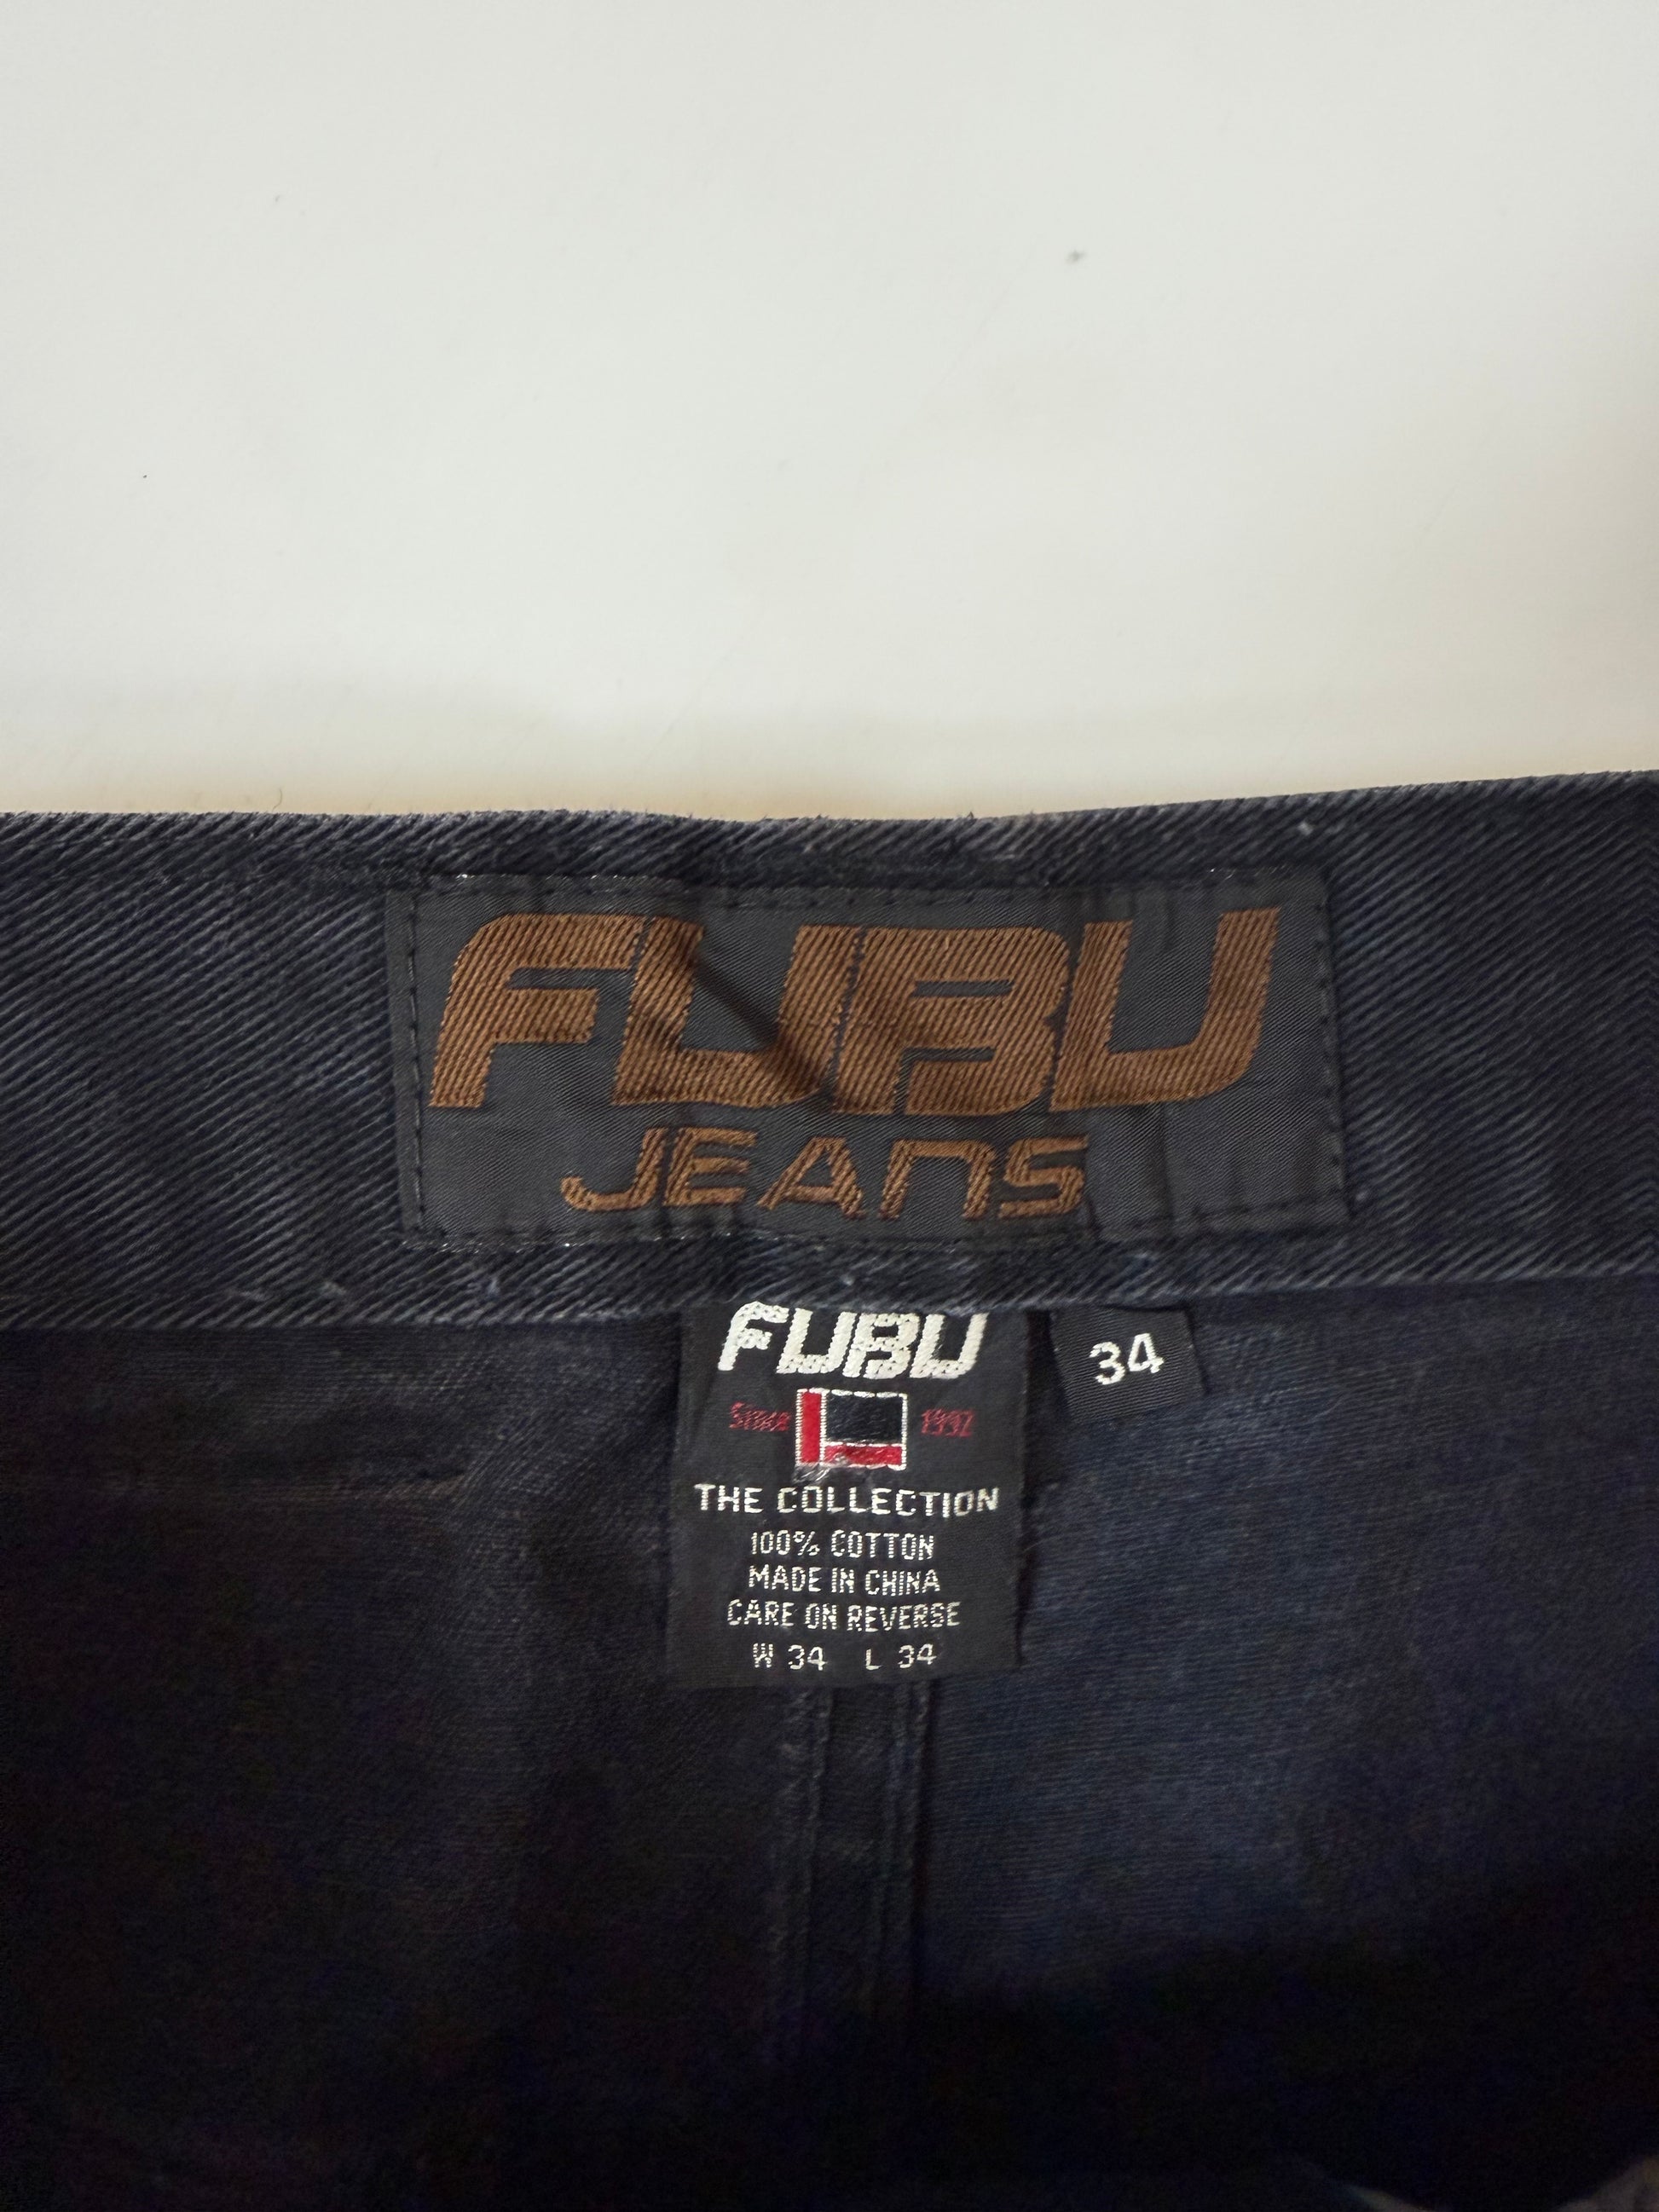 FUBU
JEANS
FUBU
34
Since 1992
THE COLLECTION
100% COTTON
MADE IN CHINA
CARE ON REVERSE
W 34 L 34